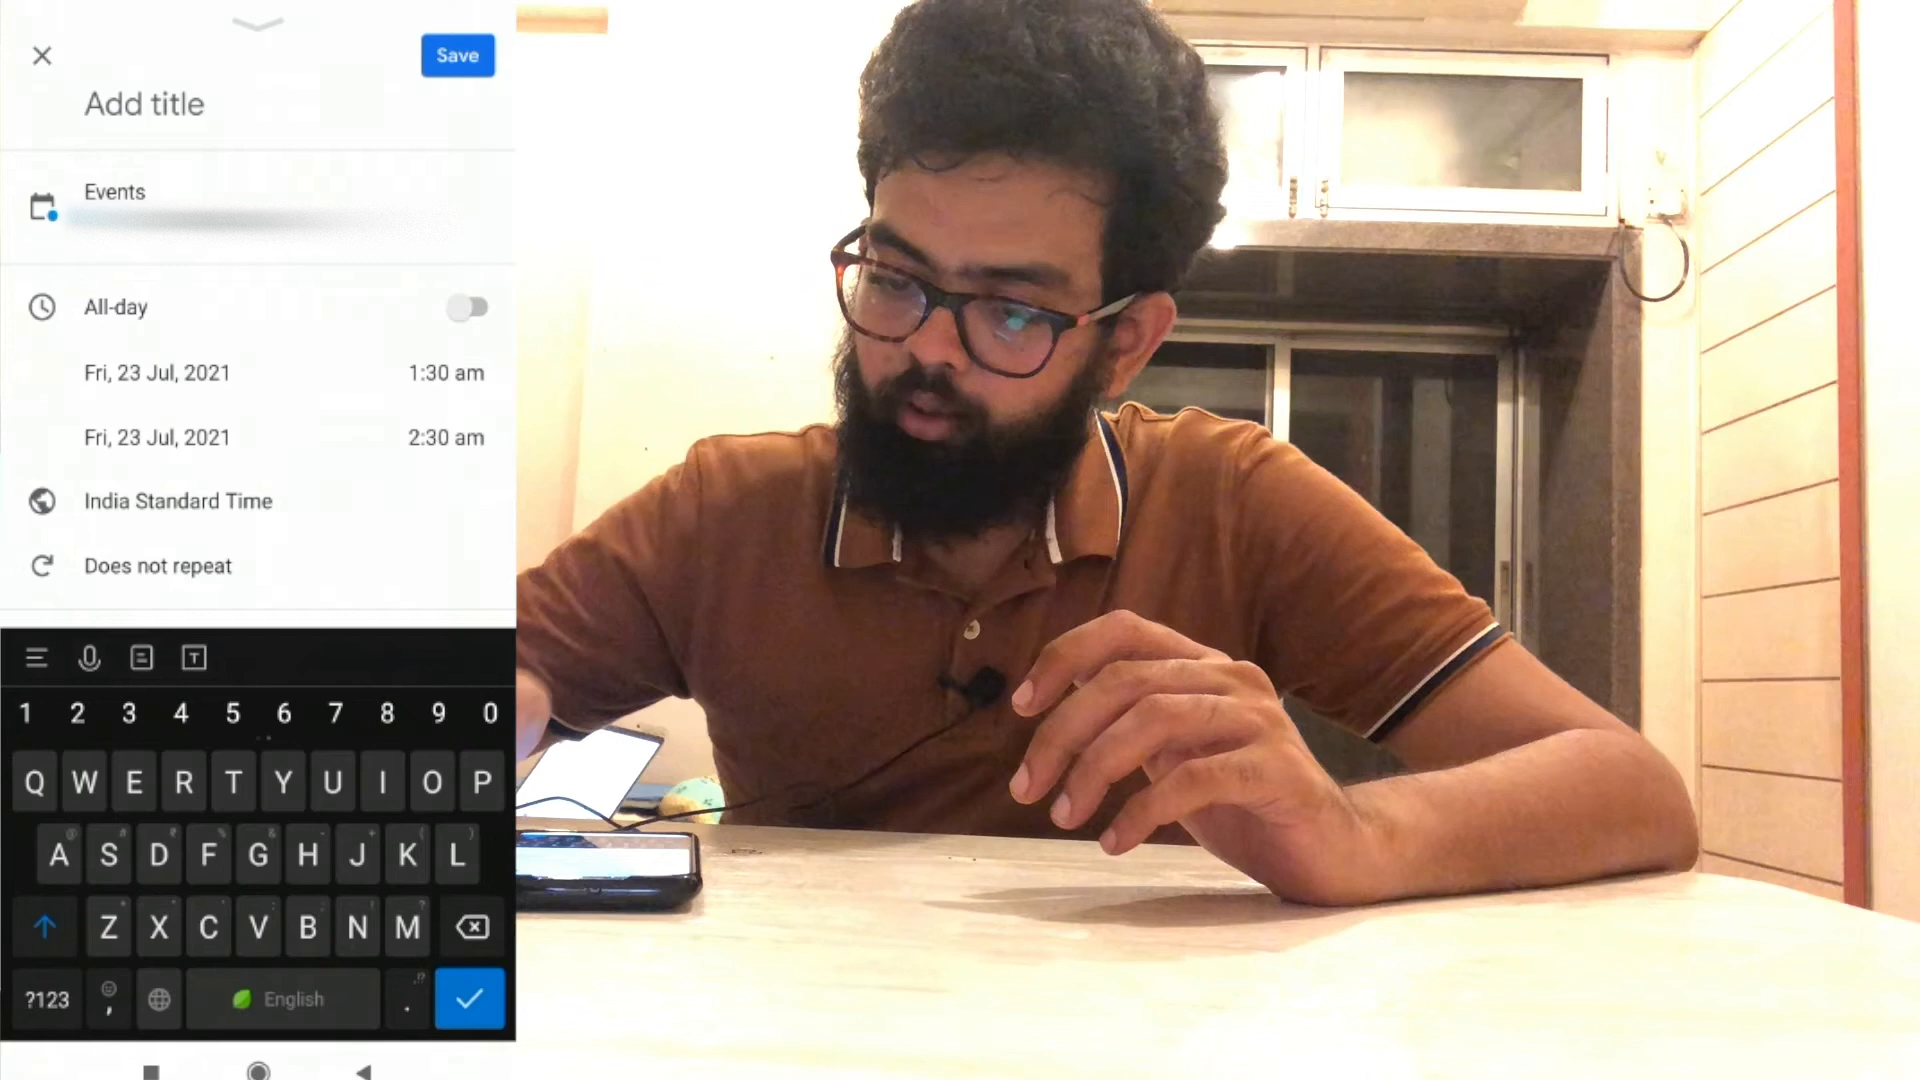 Save
Add title
Events
All-day
Fri, 23 Jul, 2021 1:30 am
Fri, 23 Jul, 2021 2:30 am
India Standard Time
Does not repeat
T
1 2 3 4 5 6 7 8 9 0
Q W E R T Y U I O P
A S D F G H J K L
Z X C V B N M
?123 , English .